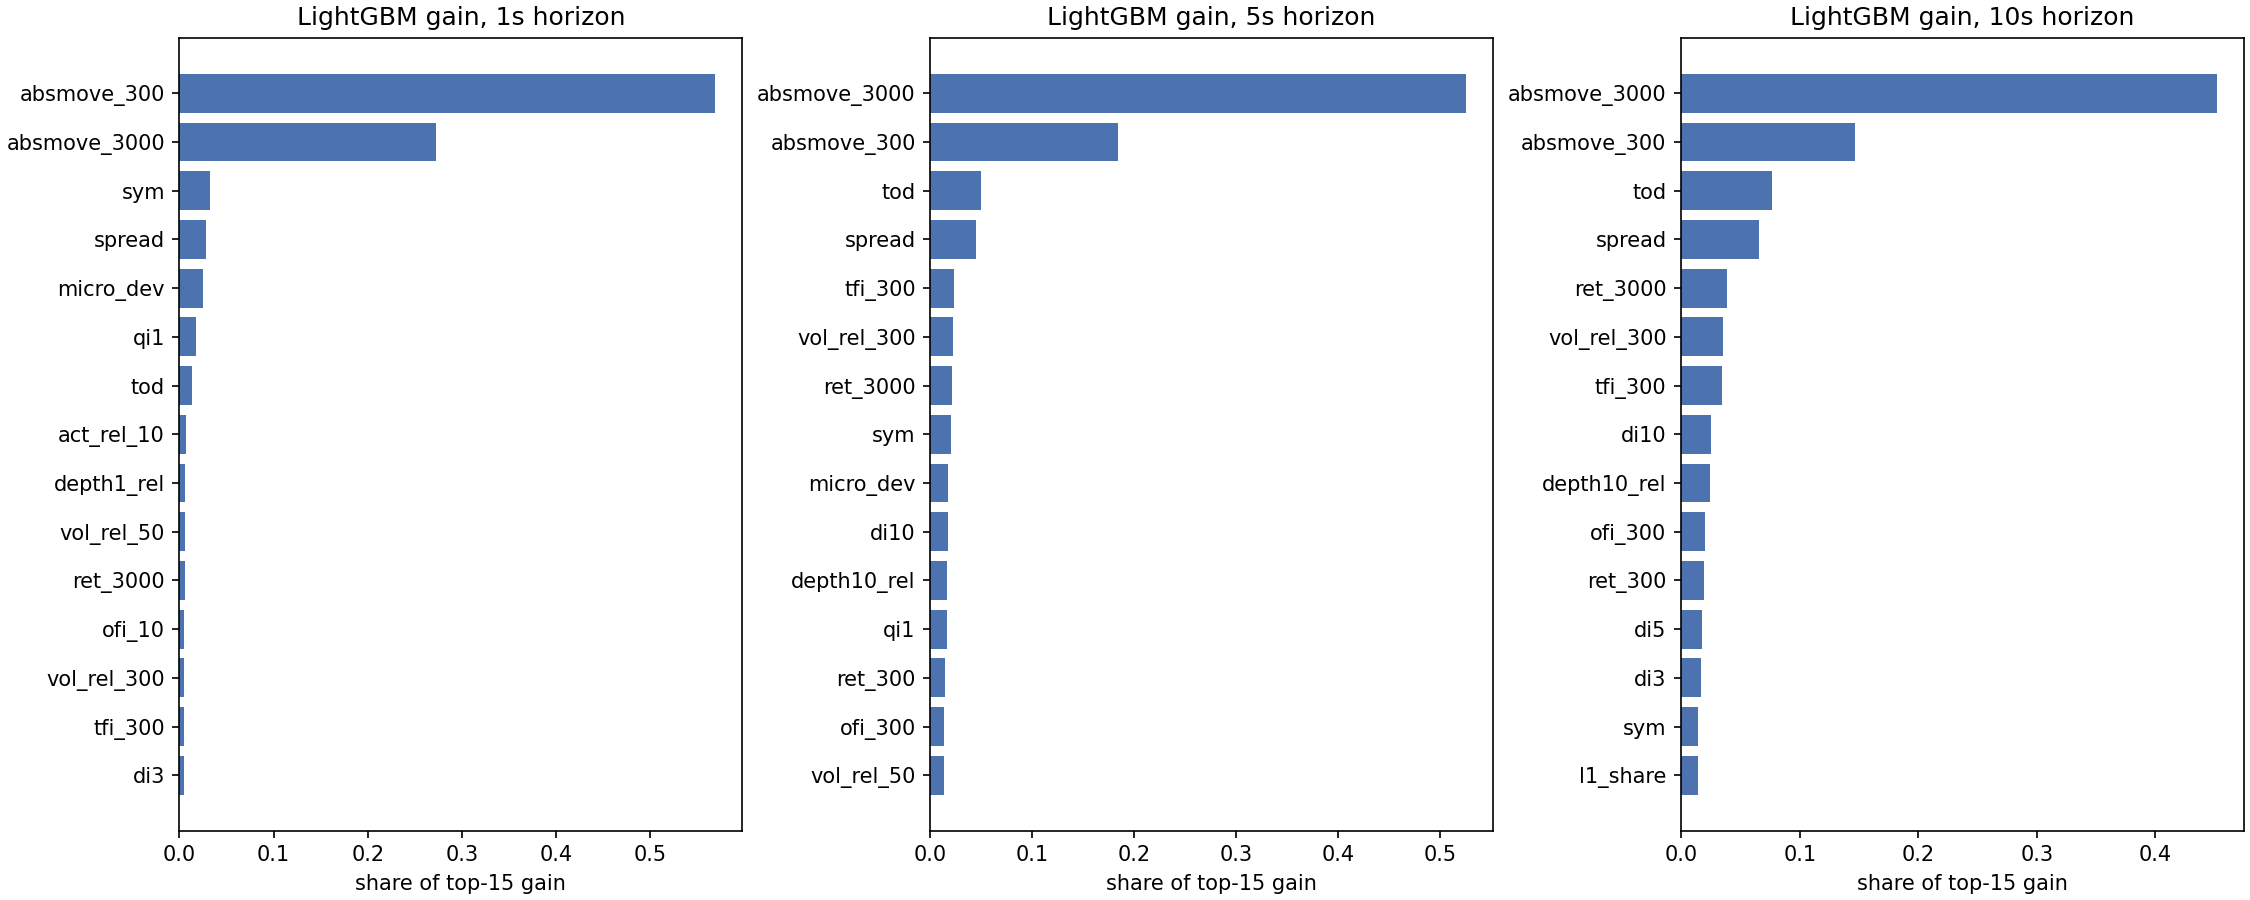 LightGBM gain, 1s horizon
absmove_300
absmove_3000
sym
spread
micro_dev
qi1
tod
act_rel_10
depth1_rel
vol_rel_50
ret_3000
ofi_10
vol_rel_300
tfi_300
di3
0.0 0.1 0.2 0.3 0.4 0.5
share of top-15 gain
LightGBM gain, 5s horizon
absmove_3000
absmove_300
tod
spread
tfi_300
vol_rel_300
ret_3000
sym
micro_dev
di10
depth10_rel
qi1
ret_300
ofi_300
vol_rel_50
0.0 0.1 0.2 0.3 0.4 0.5
share of top-15 gain
LightGBM gain, 10s horizon
absmove_3000
absmove_300
tod
spread
ret_3000
vol_rel_300
tfi_300
di10
depth10_rel
ofi_300
ret_300
di5
di3
sym
l1_share
0.0 0.1 0.2 0.3 0.4
share of top-15 gain